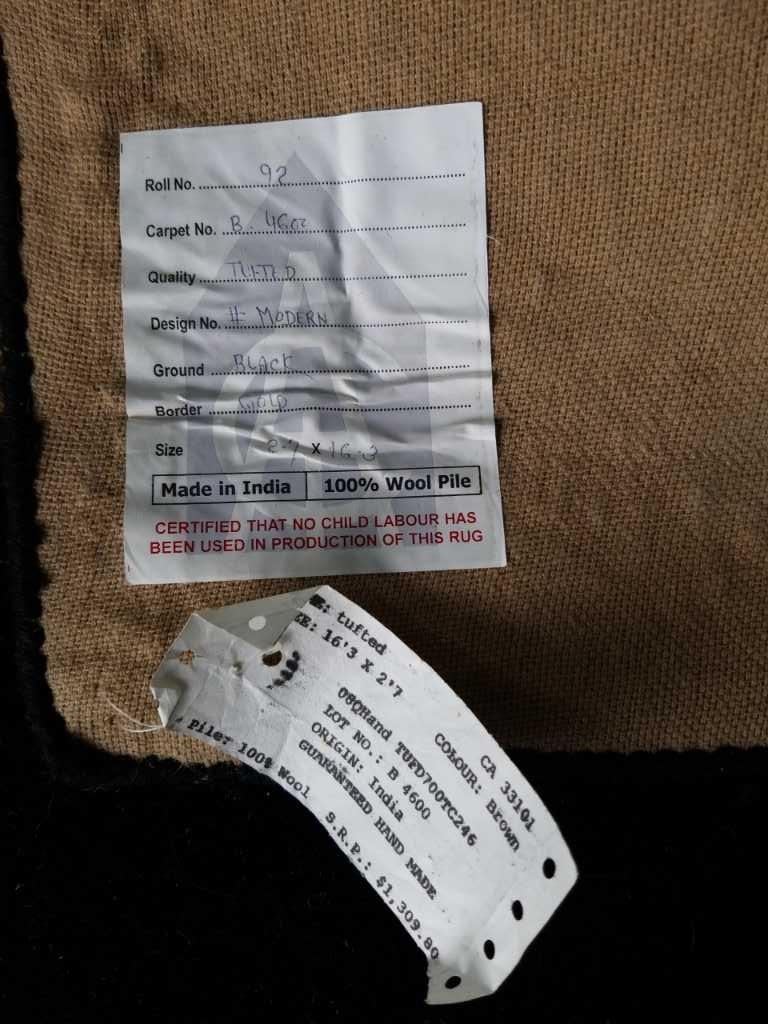 Roll No. 92
Carpet No. B. 4600
Quality TUFTED
Design No. # MODERN
Ground BLACK
Border GOLD
Size 2.7 X 16.3
Made in India 100% Wool Pile
CERTIFIED THAT NO CHILD LABOUR HAS
BEEN USED IN PRODUCTION OF THIS RUG
CA 33101
tufted COLOUR: Brown
16'3 X 2'7
08QHand TUFD700TC246
LOT NO.: B 4600
ORIGIN: India
GUARANTEED HAND MADE
Pile: 100% Wool S.R.P.: $1,309.80